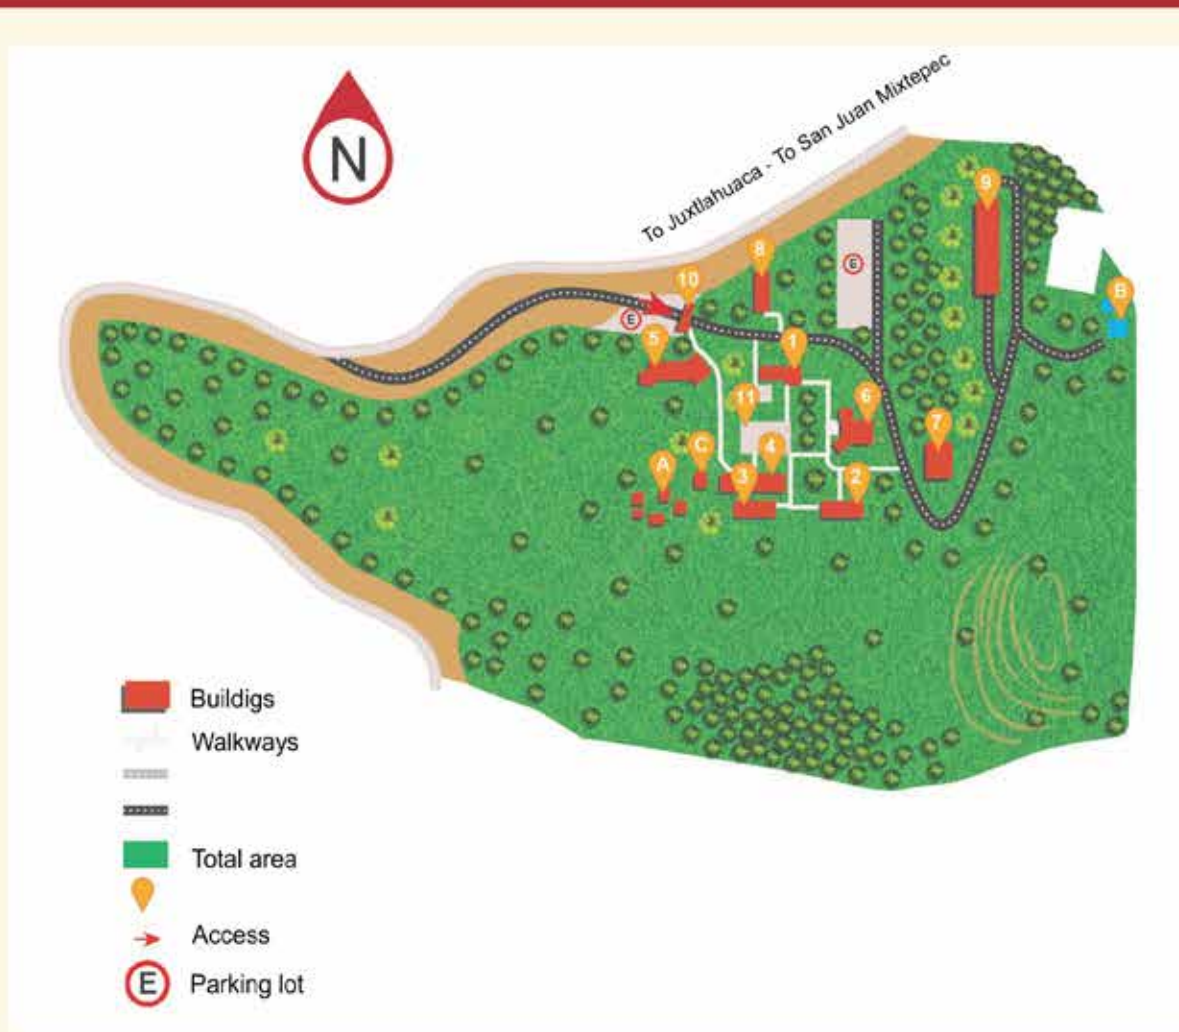 N
To Juxtlahuaca - To San Juan Mixtepec
9
8
E
10
B
E
5
1
11
6
7
C
4
A
3
2
Buildigs
Walkways
Total area
Access
E Parking lot